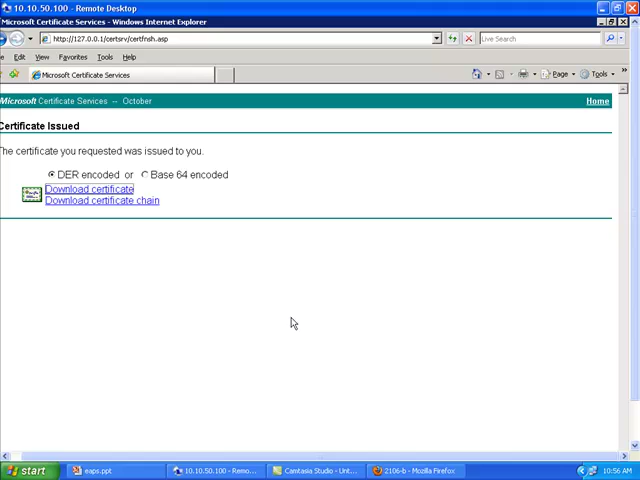 10.10.50.100 - Remote Desktop
Microsoft Certificate Services - Windows Internet Explorer
http://127.0.0.1/certsrv/certfnsh.asp
Live Search
Edit View Favorites Tools Help
Microsoft Certificate Services
Page
Tools
Microsoft Certificate Services -- October
Home
Certificate Issued
The certificate you requested was issued to you.
DER encoded or Base 64 encoded
Download certificate
Download certificate chain
start
eaps.ppt
10.10.50.100 - Remo...
Camtasia Studio - Unt...
2106-b - Mozilla Firefox
10:56 AM